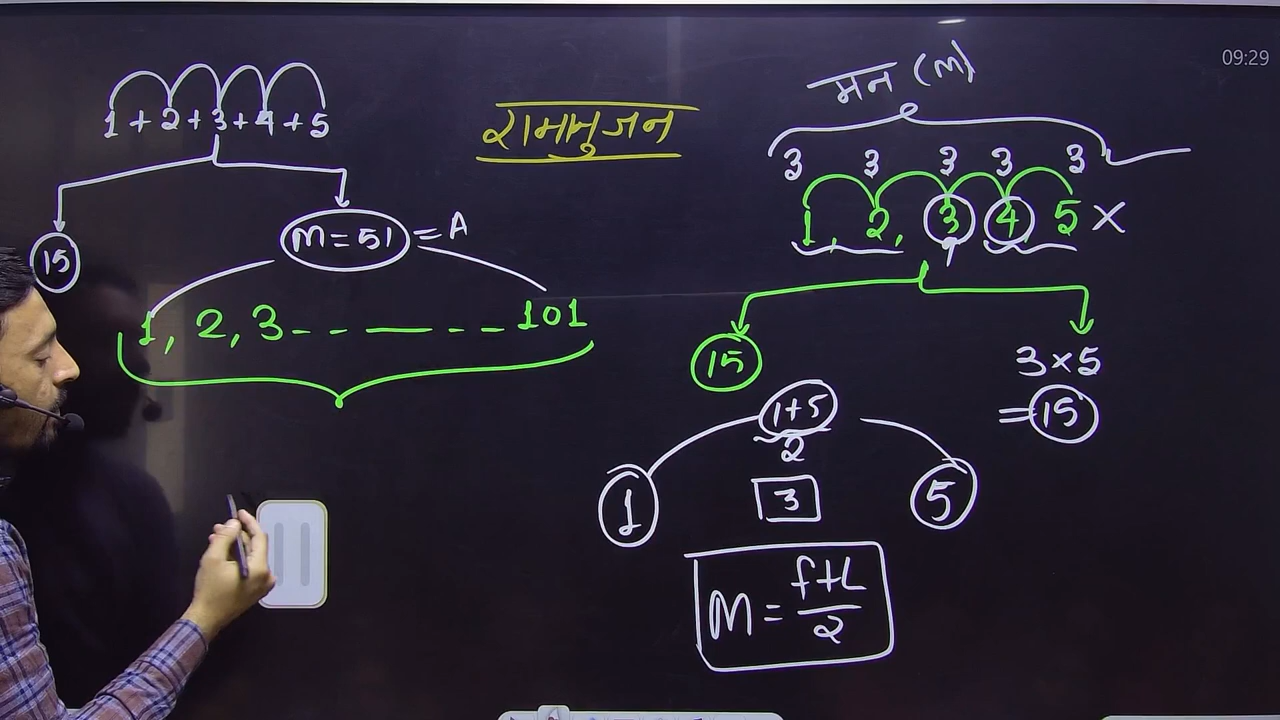 09:29
1 + 2 + 3 + 4 + 5
15
m = 51 = A
1, 2, 3 - - — - - 101
रामानुजन
मन (m)
3 3 3 3 3
1, 2, 3, 4, 5 ×
15
3 × 5
= 15
1+5
2
1
3
5
M = f+L
2